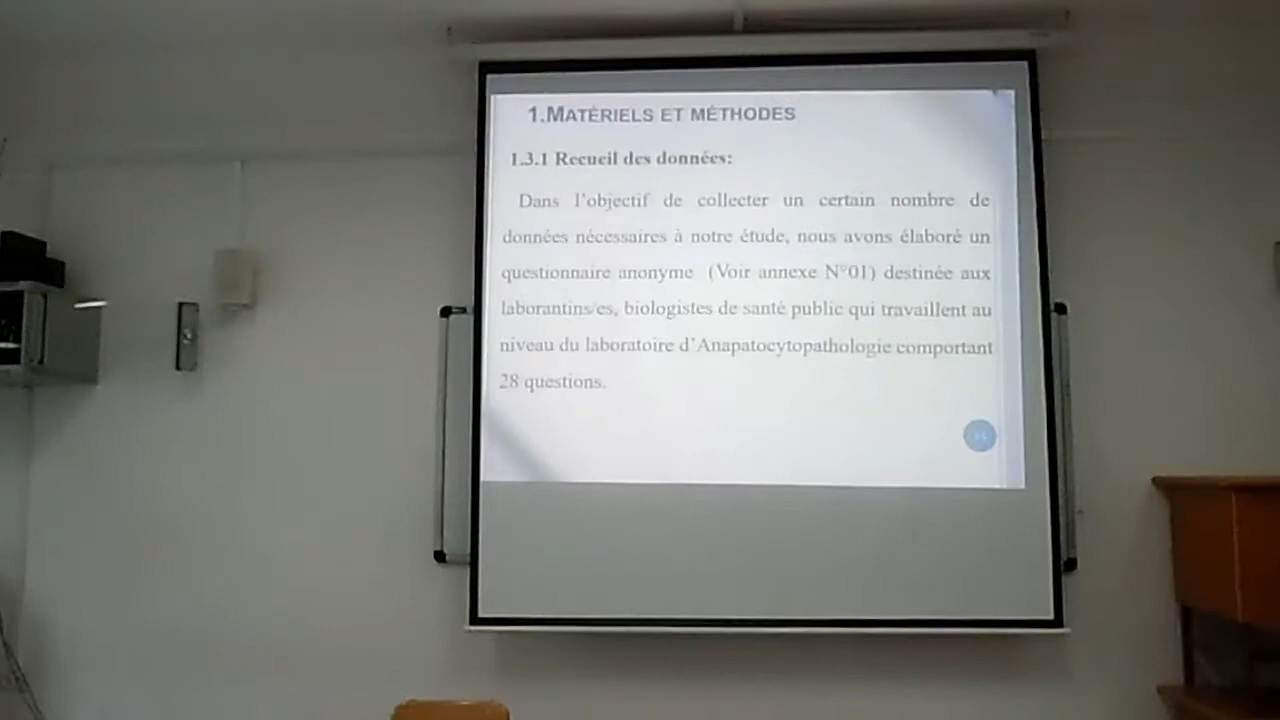 1.MATÉRIELS ET MÉTHODES
1.3.1 Recueil des données:
Dans l'objectif de collecter un certain nombre de
données nécessaires à notre étude, nous avons élaboré un
questionnaire anonyme (Voir annexe N°01) destinée aux
laborantins/es, biologistes de santé public qui travaillent au
niveau du laboratoire d'Anapatocytopathologie comportant
28 questions.